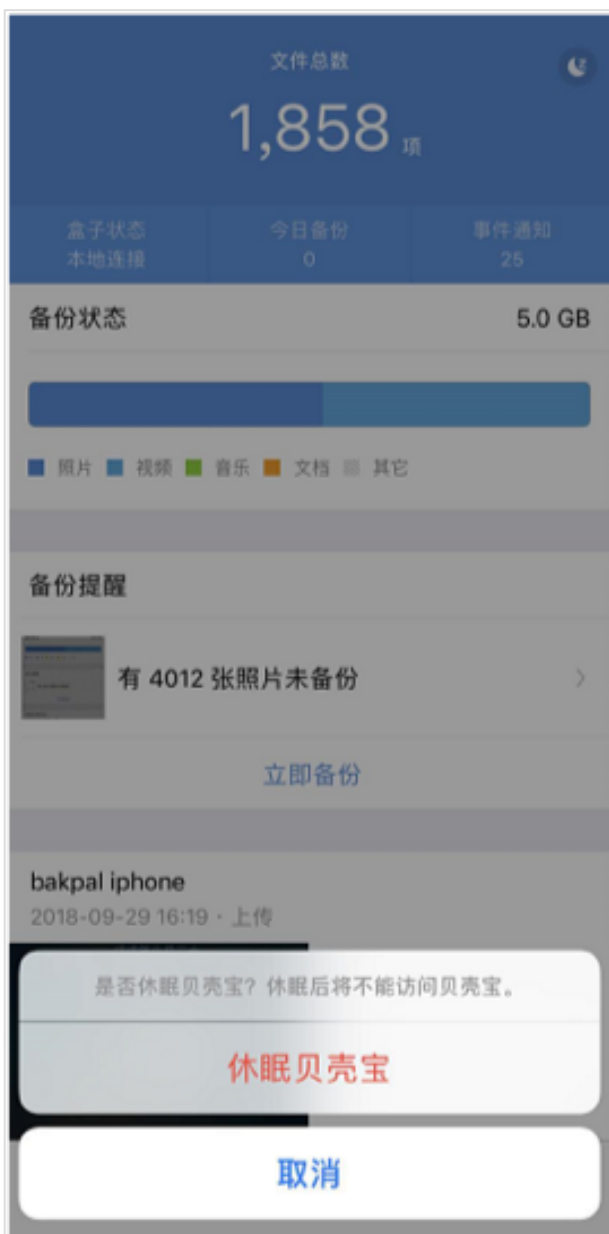 文件总数
1,858 项
盒子状态 今日备份 事件通知
本地连接 0 25
备份状态 5.0 GB
照片 视频 音乐 文档 其它
备份提醒
有 4012 张照片未备份
立即备份
bakpal iphone
2018-09-29 16:19 · 上传
是否休眠贝壳宝？休眠后将不能访问贝壳宝。
休眠贝壳宝
取消